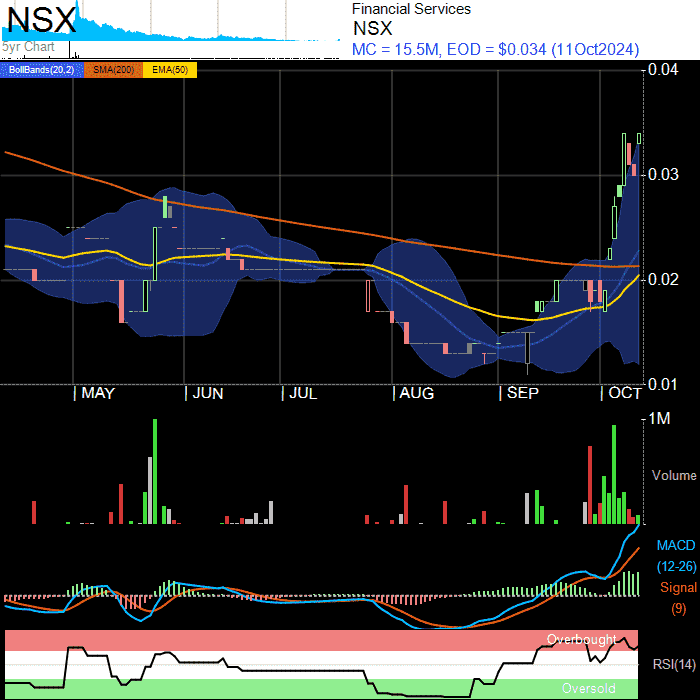 NSX
5yr Chart
Financial Services
NSX
MC = 15.5M, EOD = $0.034 (11Oct2024)
BollBands(20,2) SMA(200) EMA(50)
0.04
0.03
0.02
0.01
MAY JUN JUL AUG SEP OCT
1M
Volume
MACD
(12-26)
Signal
(9)
Overbought
RSI(14)
Oversold